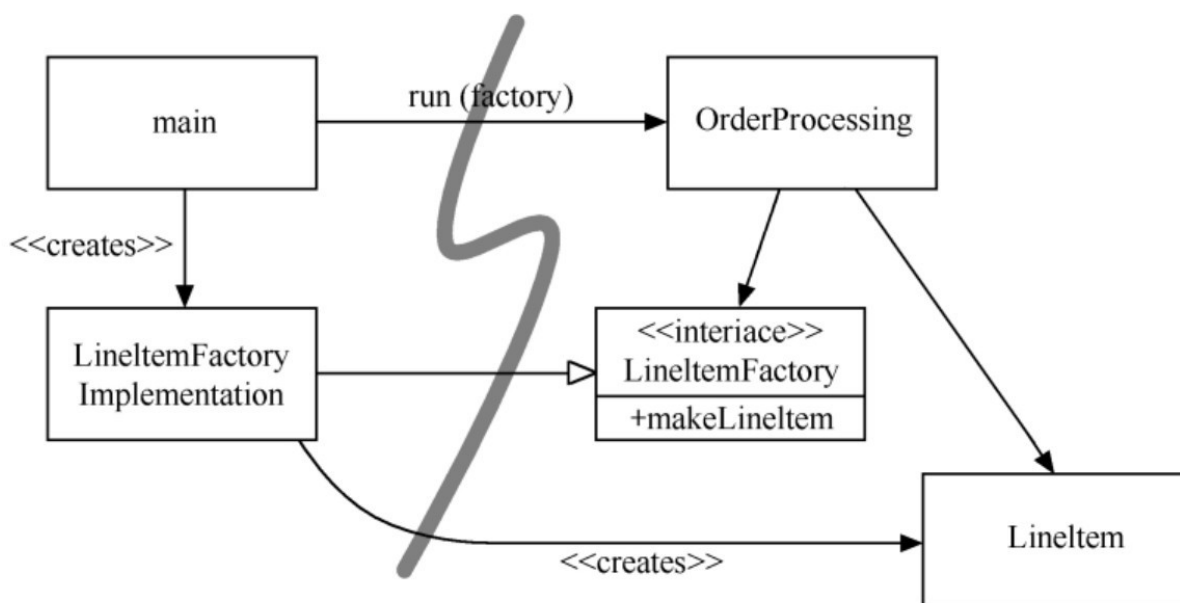 main
run (factory)
OrderProcessing
<<creates>>
LineItemFactory
Implementation
<<interiace>>
LineItemFactory
+makeLineItem
<<creates>>
LineItem